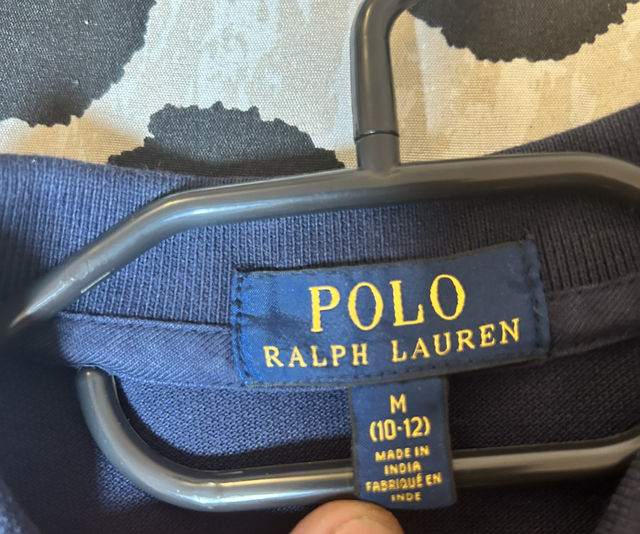 POLO
RALPH LAUREN
M
(10-12)
MADE IN
INDIA
FABRIQUÉ EN
INDE